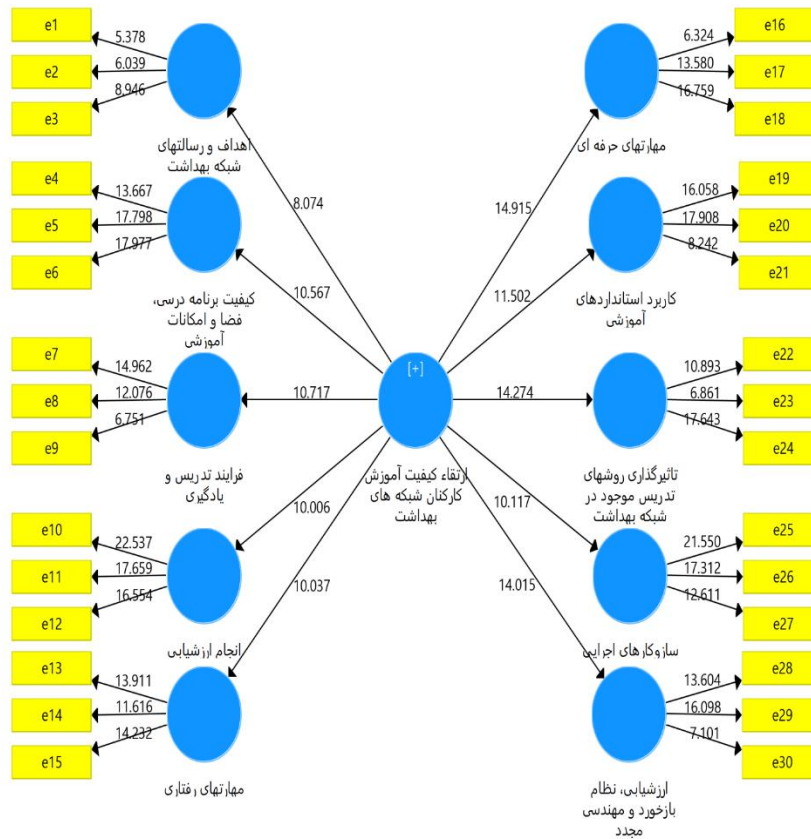 e1
5.378
e2
6.039
e3
8.946
اهداف و رسالتهای
شبکه بهداشت
8.074
e4
13.667
e5
17.798
e6
17.977
کیفیت برنامه درسی،
فضا و امکانات
آموزشی
10.567
e7
14.962
e8
12.076
e9
6.751
فرایند تدریس و
یادگیری
10.717
e10
22.537
e11
17.659
e12
16.554
انجام ارزشیابی
10.006
e13
13.911
e14
11.616
e15
14.232
مهارتهای رفتاری
10.037
[+]
ارتقاء کیفیت آموزش
کارکنان شبکه های
بهداشت
e16
6.324
e17
13.580
e18
16.759
مهارتهای حرفه ای
14.915
e19
16.058
e20
17.908
e21
8.242
کاربرد استانداردهای
آموزشی
11.502
e22
10.893
e23
6.861
e24
17.643
تاثیرگذاری روشهای
تدریس موجود در
شبکه بهداشت
14.274
e25
21.550
e26
17.312
e27
12.611
سازوکارهای اجرایی
10.117
e28
13.604
e29
16.098
e30
7.101
ارزشیابی، نظام
بازخورد و مهندسی
مجدد
14.015